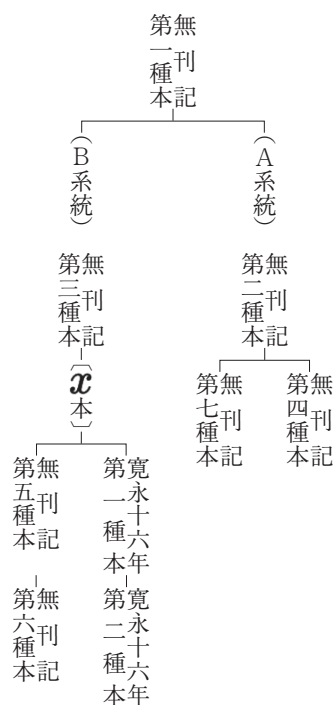 無刊記
第一種本
（Ａ系統）
無刊記
第二種本
無刊記
第四種本
無刊記
第七種本
（Ｂ系統）
無刊記
第三種本
〔x本〕
寛永十六年
第一種本
寛永十六年
第二種本
無刊記
第五種本
無刊記
第六種本